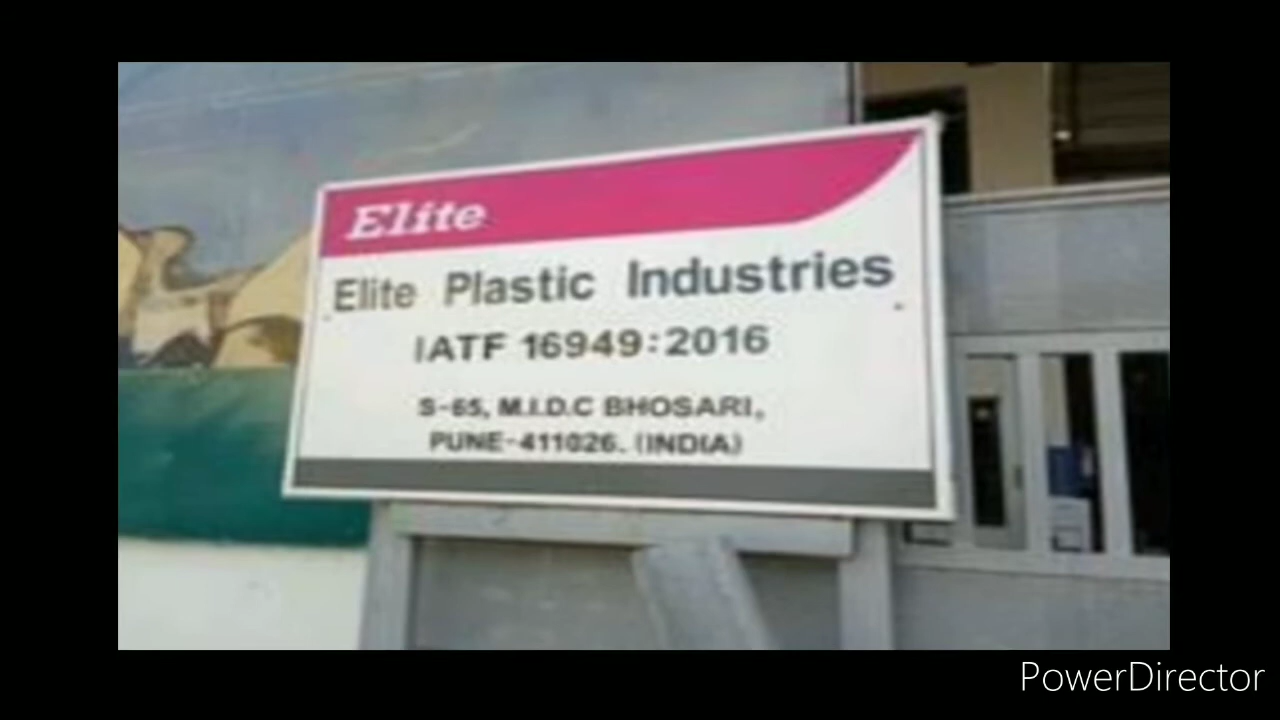 Elite
Elite Plastic Industries
IATF 16949:2016
S-65, M.I.D.C BHOSARI,
PUNE-411026. (INDIA)
PowerDirector